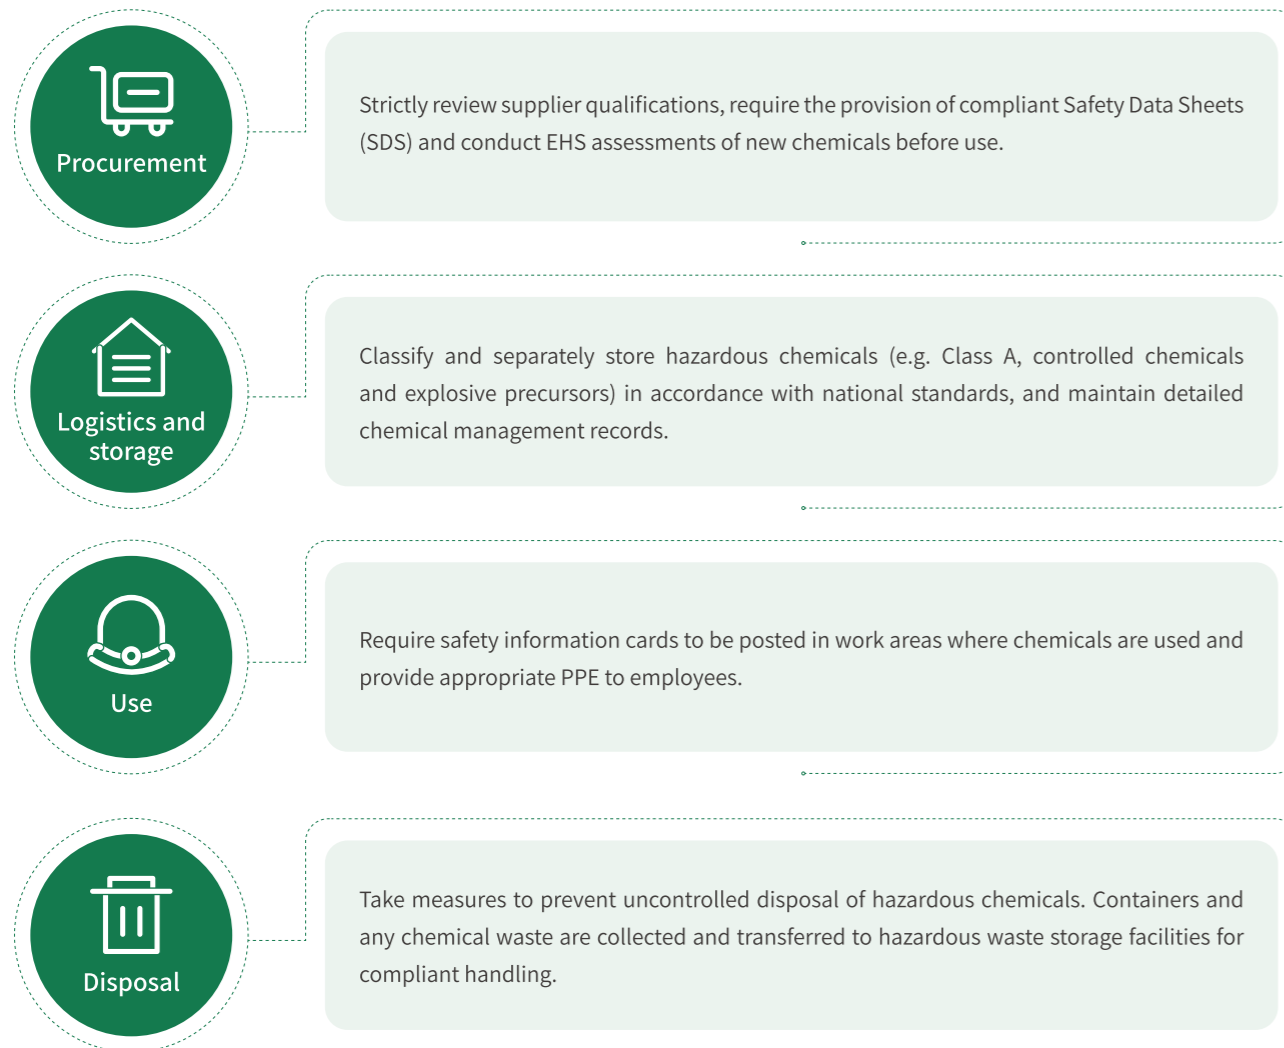 Procurement
Strictly review supplier qualifications, require the provision of compliant Safety Data Sheets
(SDS) and conduct EHS assessments of new chemicals before use.
Logistics and
storage
Classify and separately store hazardous chemicals (e.g. Class A, controlled chemicals
and explosive precursors) in accordance with national standards, and maintain detailed
chemical management records.
Use
Require safety information cards to be posted in work areas where chemicals are used and
provide appropriate PPE to employees.
Disposal
Take measures to prevent uncontrolled disposal of hazardous chemicals. Containers and
any chemical waste are collected and transferred to hazardous waste storage facilities for
compliant handling.